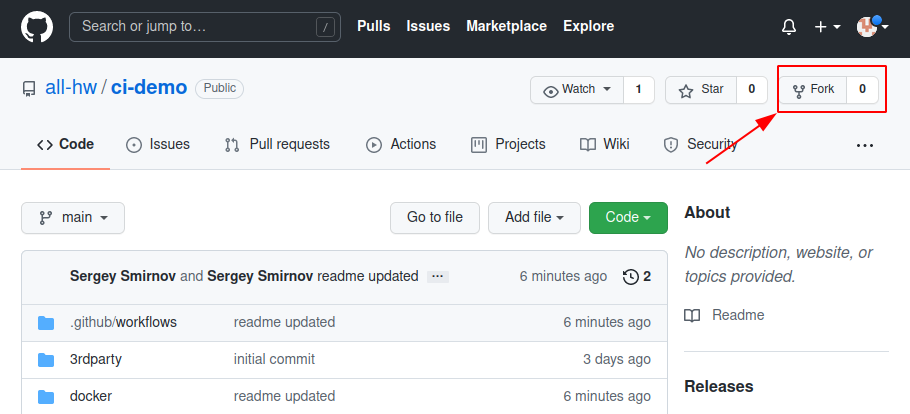 Search or jump to... / Pulls Issues Marketplace Explore
all-hw / ci-demo Public Watch 1 Star 0 Fork 0
Code Issues Pull requests Actions Projects Wiki Security ...
main Go to file Add file Code About
No description, website, or
topics provided.
Sergey Smirnov and Sergey Smirnov readme updated ... 6 minutes ago 2
.github/workflows readme updated 6 minutes ago Readme
3rdparty initial commit 3 days ago
docker readme updated 6 minutes ago Releases